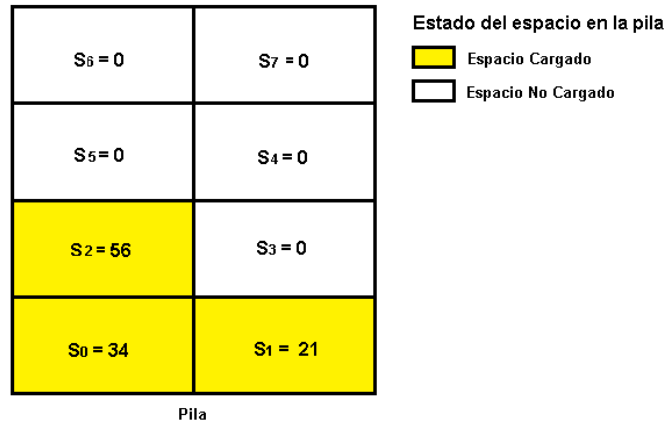 Estado del espacio en la pila
Espacio Cargado
Espacio No Cargado
S6 = 0
S7 = 0
S5 = 0
S4 = 0
S2 = 56
S3 = 0
S0 = 34
S1 = 21
Pila